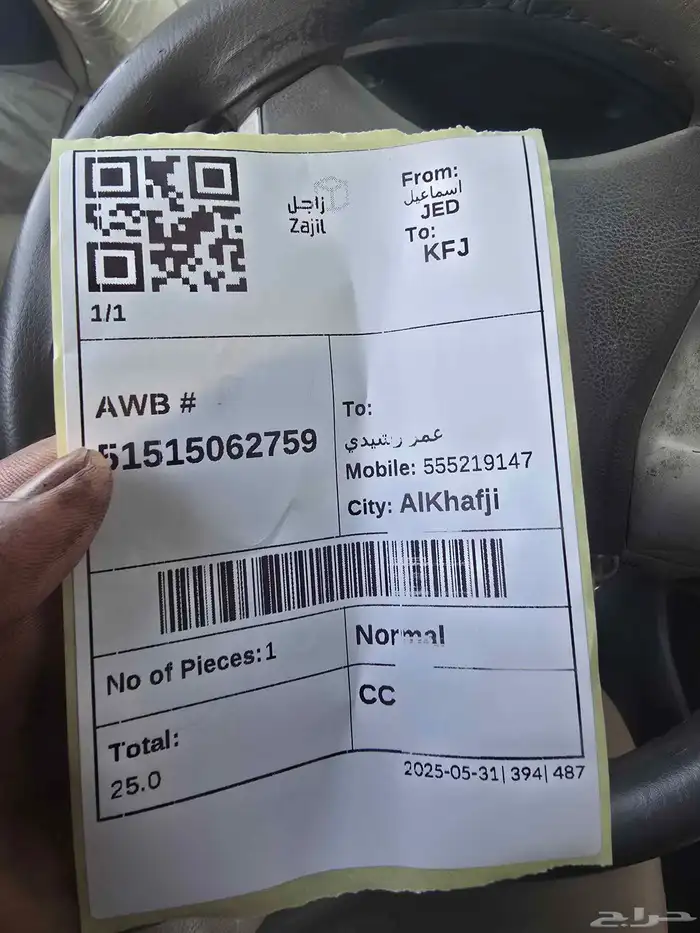 زاجل
Zajil
From:
اسماعيل
JED
To:
KFJ
1/1
AWB #
51515062759
To:
عمر رشيدي
Mobile: 555219147
City: AlKhafji
No of Pieces:1
Normal
CC
Total:
25.0
2025-05-31| 394| 487
حراج